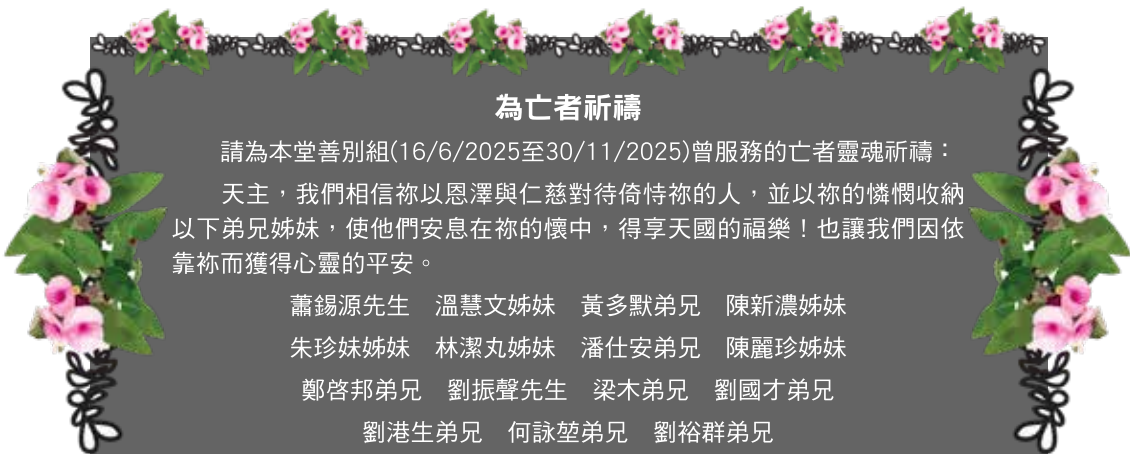 為亡者祈禱
請為本堂善別組(16/6/2025至30/11/2025)曾服務的亡者靈魂祈禱：
天主，我們相信祢以恩澤與仁慈對待倚恃祢的人，並以祢的憐憫收納
以下弟兄姊妹，使他們安息在祢的懷中，得享天國的福樂！也讓我們因依
靠祢而獲得心靈的平安。
蕭錫源先生　溫慧文姊妹　黃多默弟兄　陳新濃姊妹
朱珍妹姊妹　林潔丸姊妹　潘仕安弟兄　陳麗珍姊妹
鄭啓邦弟兄　劉振聲先生　梁木弟兄　劉國才弟兄
劉港生弟兄　何詠堃弟兄　劉裕群弟兄